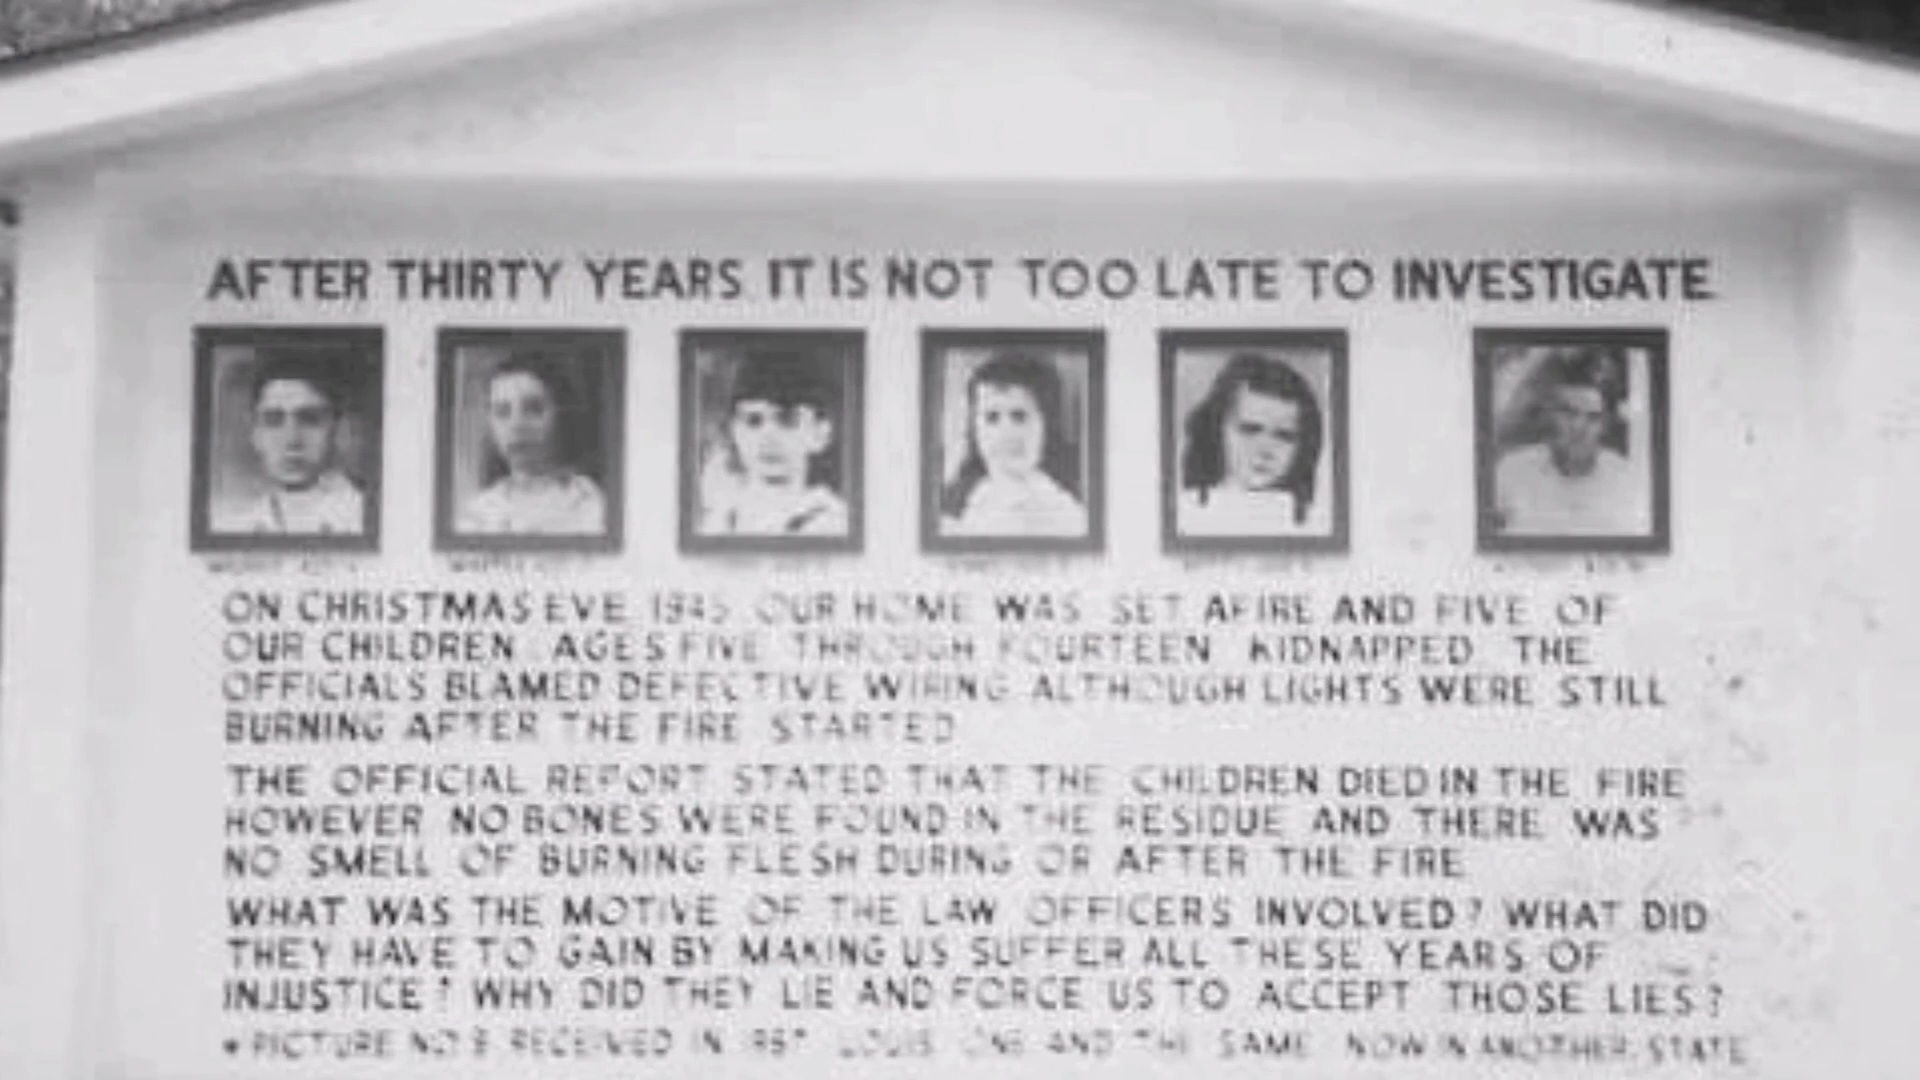 AFTER THIRTY YEARS IT IS NOT TOO LATE TO INVESTIGATE
ON CHRISTMAS EVE 1945 OUR HOME WAS SET AFIRE AND FIVE OF
OUR CHILDREN AGES FIVE THROUGH FOURTEEN KIDNAPPED THE
OFFICIALS BLAMED DEFECTIVE WIRING ALTHOUGH LIGHTS WERE STILL
BURNING AFTER THE FIRE STARTED
THE OFFICIAL REPORT STATED THAT THE CHILDREN DIED IN THE FIRE
HOWEVER NO BONES WERE FOUND IN THE RESIDUE AND THERE WAS
NO SMELL OF BURNING FLESH DURING OR AFTER THE FIRE
WHAT WAS THE MOTIVE OF THE LAW OFFICERS INVOLVED? WHAT DID
THEY HAVE TO GAIN BY MAKING US SUFFER ALL THESE YEARS OF
INJUSTICE? WHY DID THEY LIE AND FORCE US TO ACCEPT THOSE LIES?
* PICTURE NO RECEIVED IN LOUIS ONE AND THE SAME NOW IN ANOTHER STATE